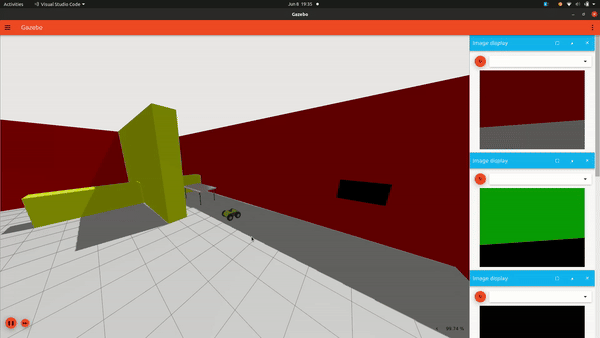 Activities
Visual Studio Code
Jun 8 19:35
Gazebo
Gazebo
Image display
Image display
Image display
99.74 %